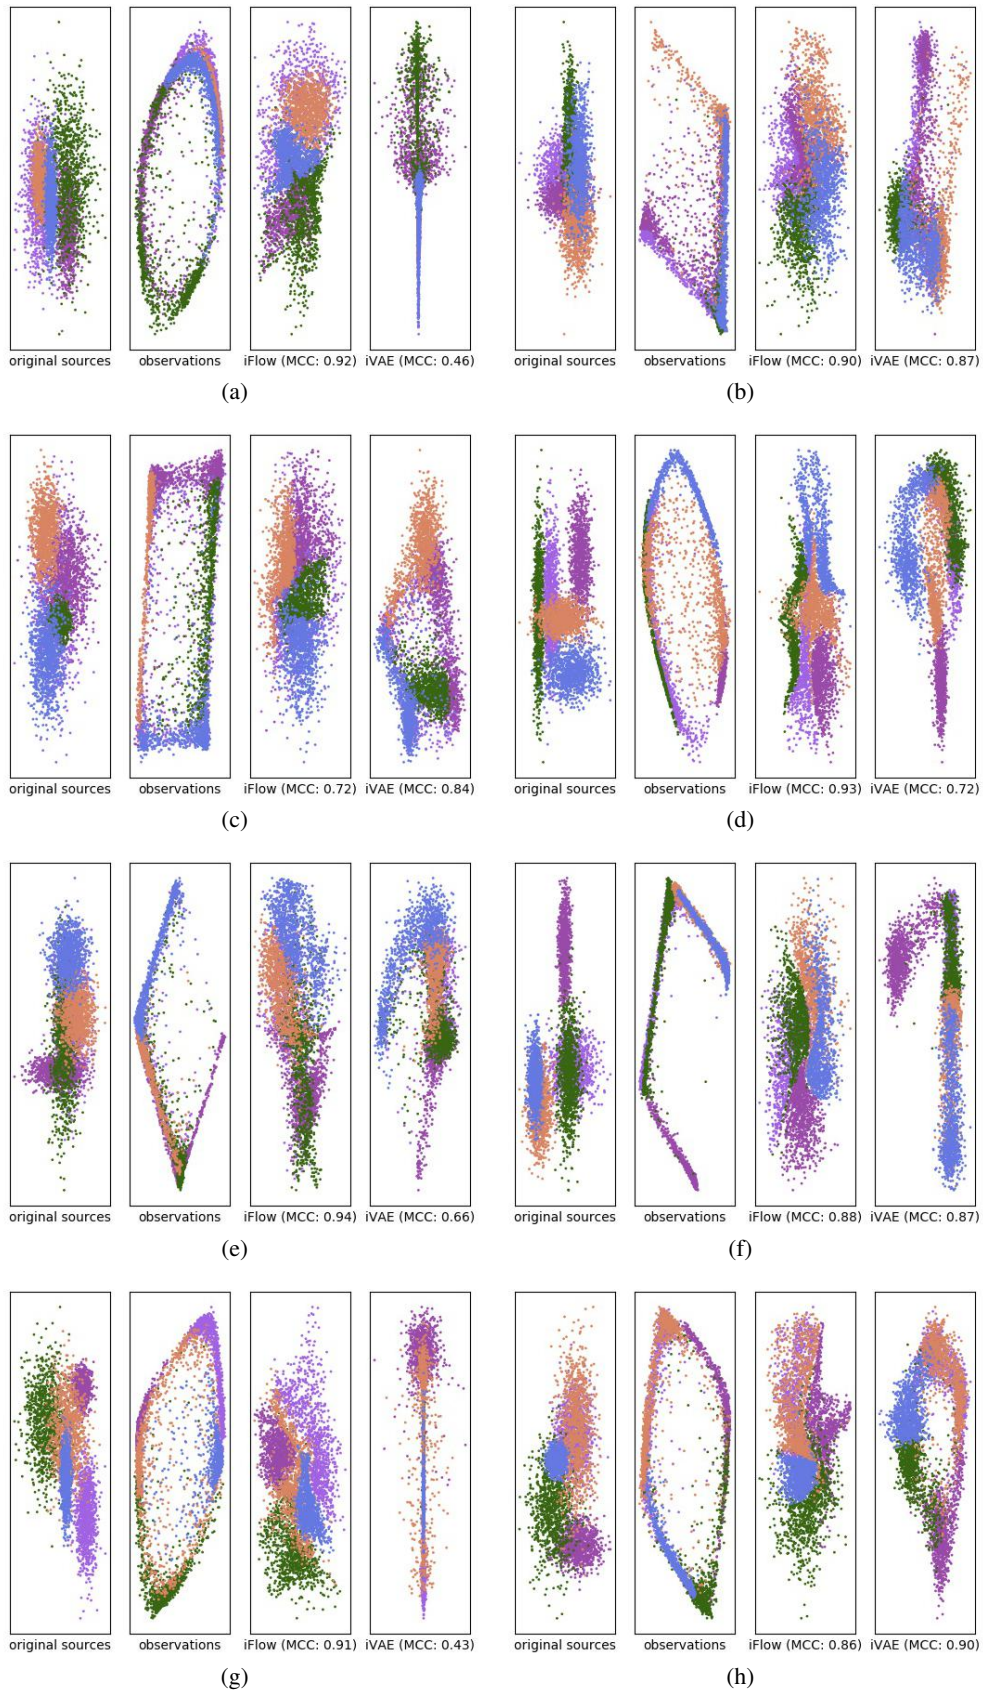 original sources observations iFlow (MCC: 0.92) iVAE (MCC: 0.46)
(a)
original sources observations iFlow (MCC: 0.90) iVAE (MCC: 0.87)
(b)
original sources observations iFlow (MCC: 0.72) iVAE (MCC: 0.84)
(c)
original sources observations iFlow (MCC: 0.93) iVAE (MCC: 0.72)
(d)
original sources observations iFlow (MCC: 0.94) iVAE (MCC: 0.66)
(e)
original sources observations iFlow (MCC: 0.88) iVAE (MCC: 0.87)
(f)
original sources observations iFlow (MCC: 0.91) iVAE (MCC: 0.43)
(g)
original sources observations iFlow (MCC: 0.86) iVAE (MCC: 0.90)
(h)